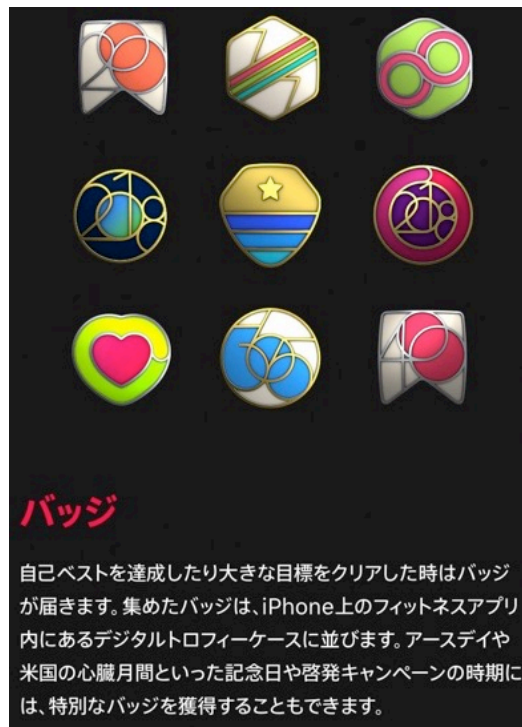 200
2018
2018
365
400
バッジ
自己ベストを達成したり大きな目標をクリアした時はバッジ
が届きます。集めたバッジは、iPhone上のフィットネスアプリ
内にあるデジタルトロフィーケースに並びます。アースデイや
米国の心臓月間といった記念日や啓発キャンペーンの時期に
は、特別なバッジを獲得することもできます。